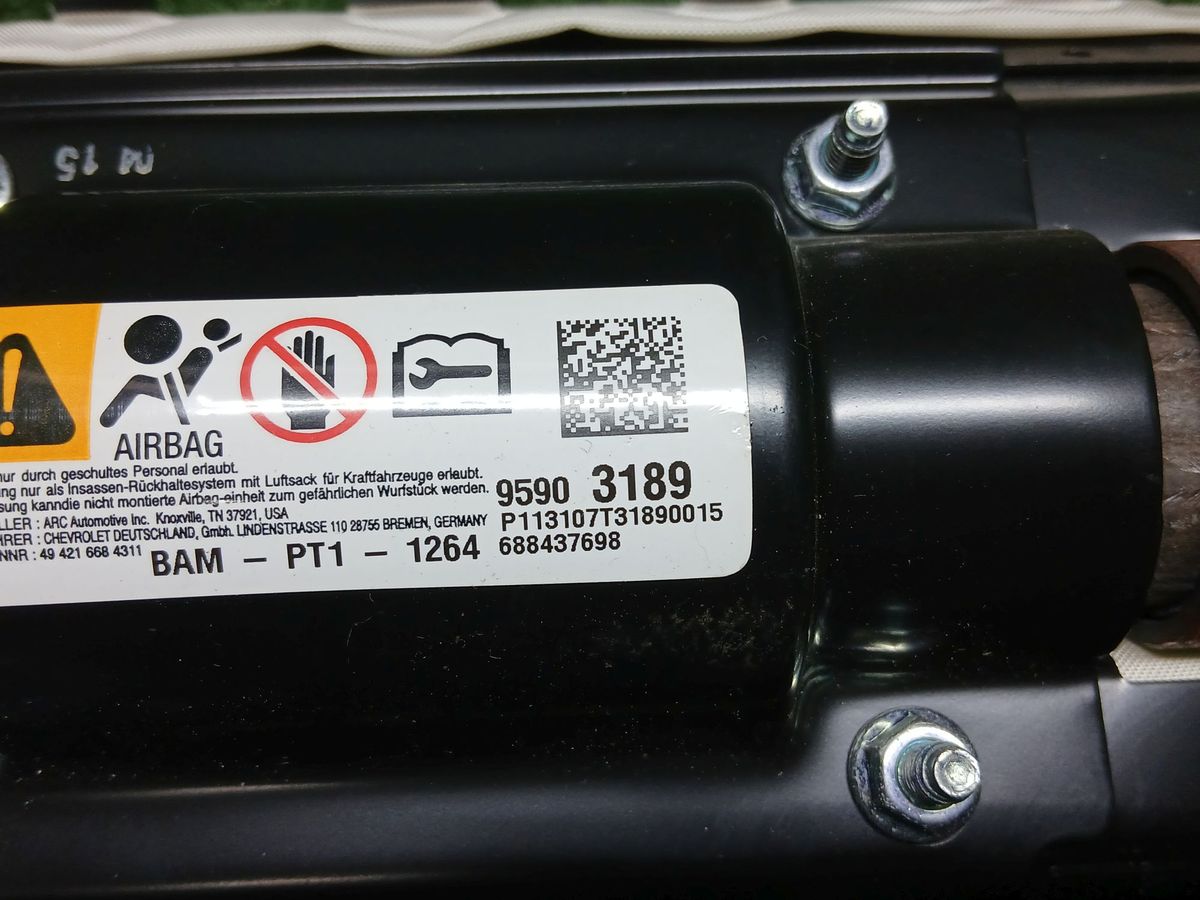 M 15
AIRBAG
nur durch geschultes Personal erlaubt.
ng nur als Insassen-Rückhaltesystem mit Luftsack für Kraftfahrzeuge erlaubt.
sung kanndie nicht montierte Airbag-einheit zum gefährlichen Wurfstück werden.
9590 3189
LLER : ARC Automotive Inc. Knoxville, TN 37921, USA
P113107T31890015
HRER : CHEVROLET DEUTSCHLAND, Gmbh. LINDENSTRASSE 110 28755 BREMEN, GERMANY
NNR : 49 421 668 4311
BAM – PT1 – 1264
688437698